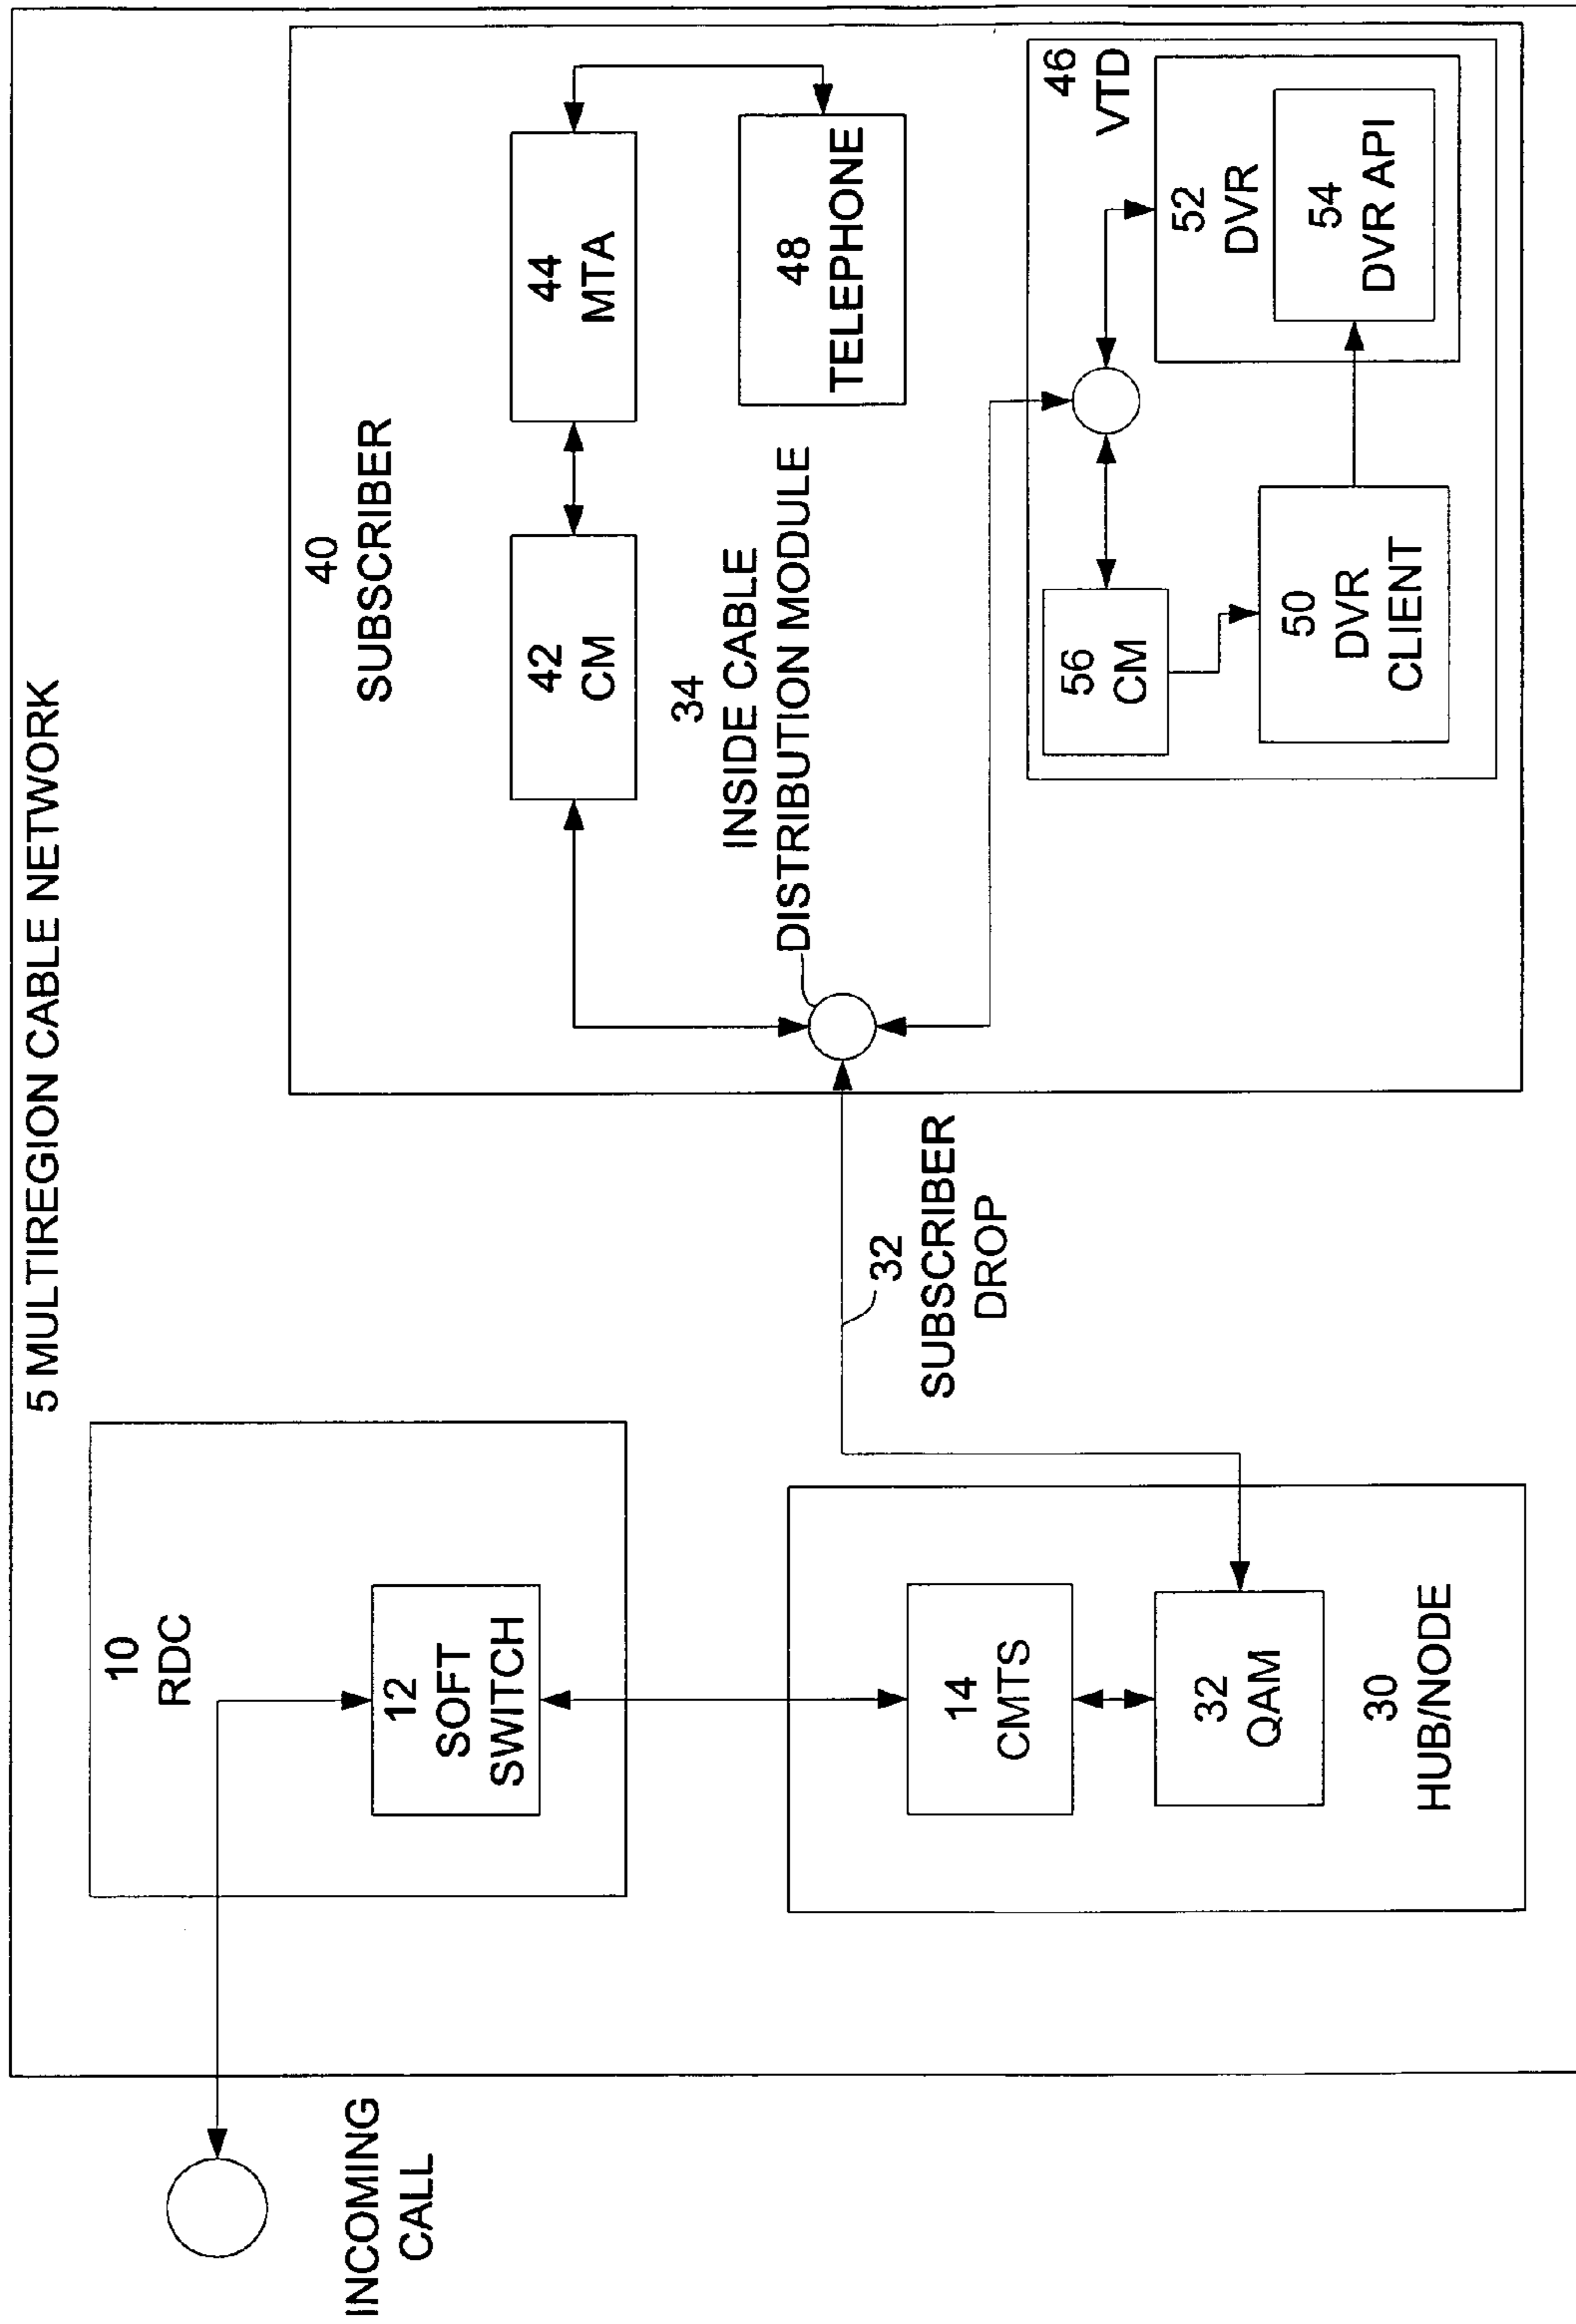 5 MULTIREGION CABLE NETWORK
INCOMING
CALL
10
RDC
12
SOFT
SWITCH
14
CMTS
32
QAM
30
HUB/NODE
32
SUBSCRIBER
DROP
40
SUBSCRIBER
42
CM
44
MTA
34
INSIDE CABLE
DISTRIBUTION MODULE
48
TELEPHONE
46
VTD
56
CM
50
DVR
CLIENT
52
DVR
54
DVR API